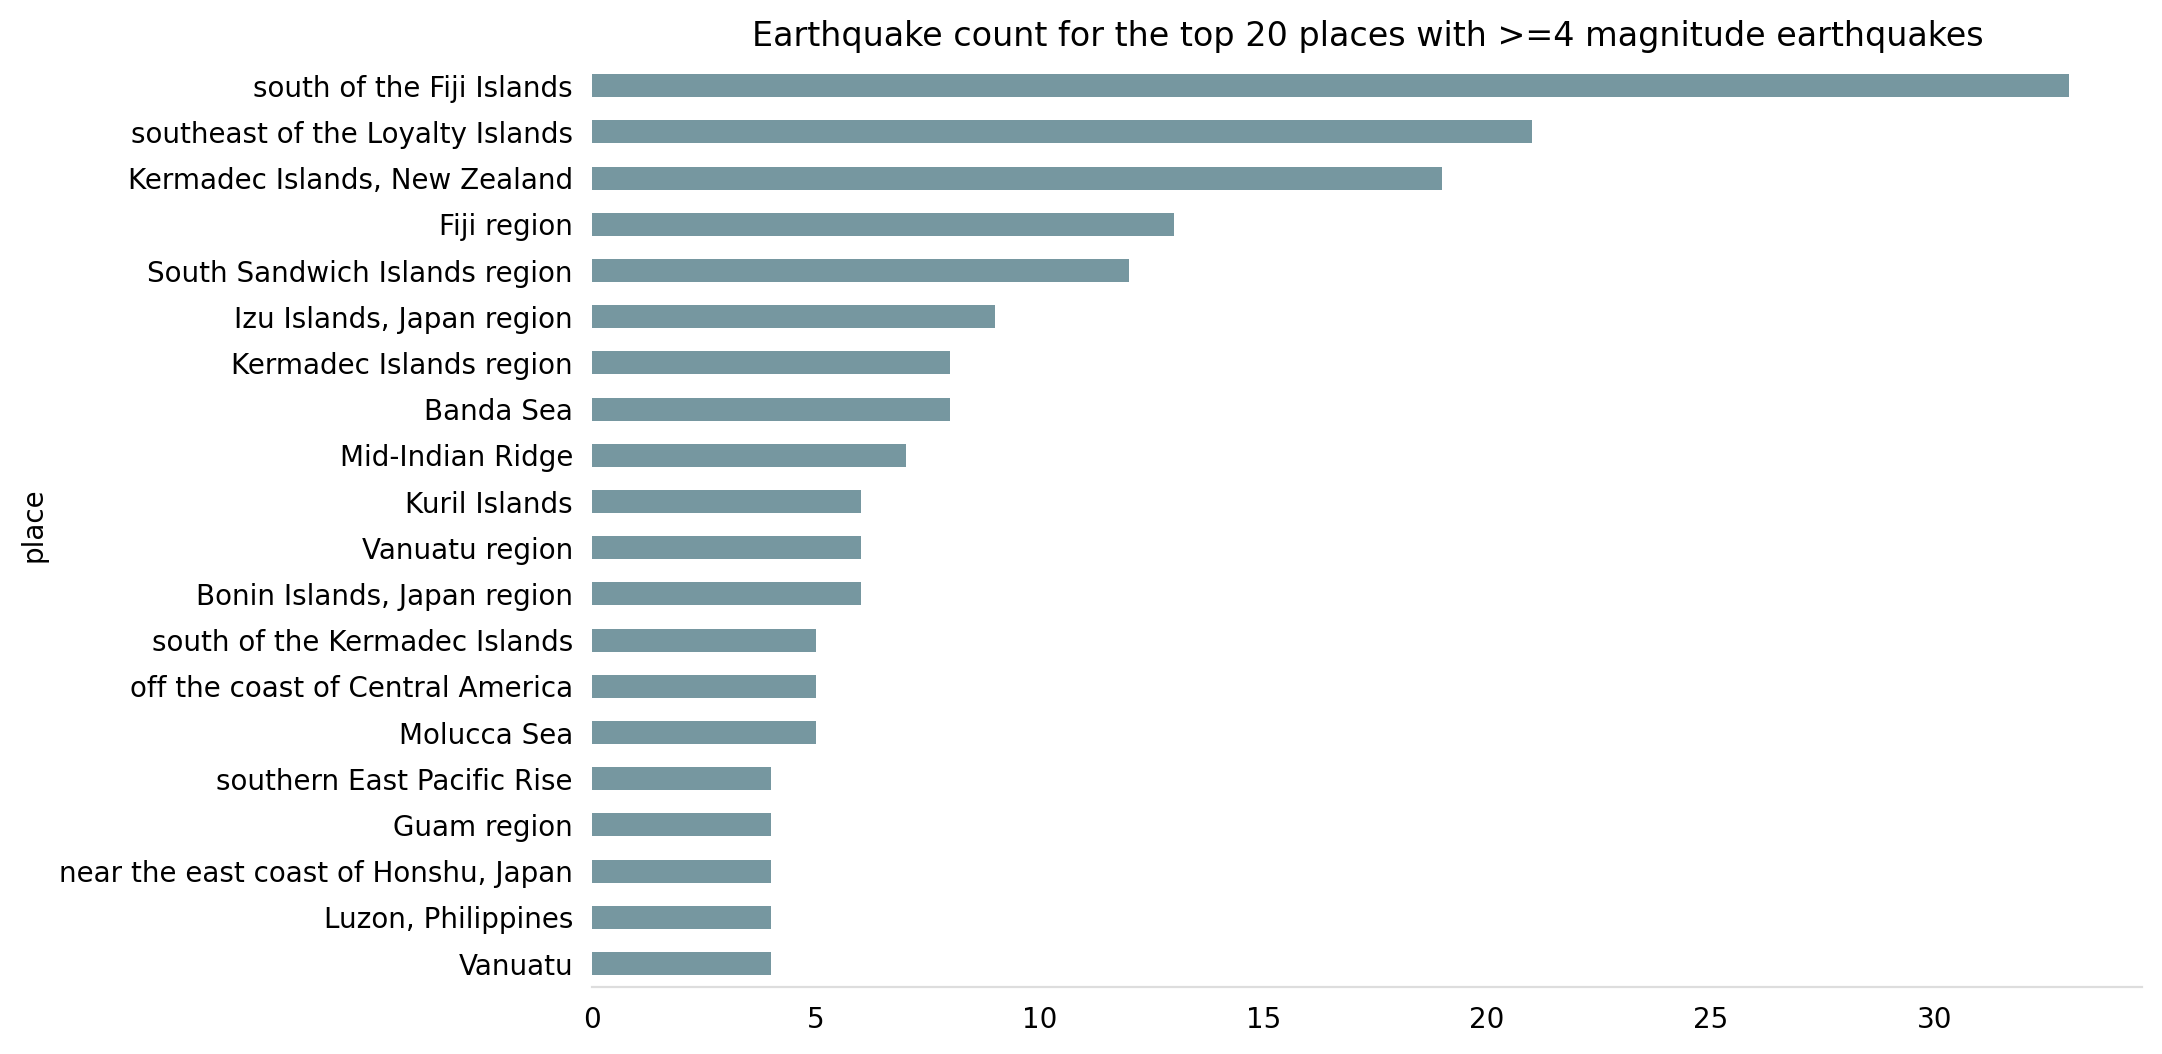 Earthquake count for the top 20 places with >=4 magnitude earthquakes
south of the Fiji Islands
southeast of the Loyalty Islands
Kermadec Islands, New Zealand
Fiji region
South Sandwich Islands region
Izu Islands, Japan region
Kermadec Islands region
Banda Sea
Mid-Indian Ridge
Kuril Islands
Vanuatu region
Bonin Islands, Japan region
south of the Kermadec Islands
off the coast of Central America
Molucca Sea
southern East Pacific Rise
Guam region
near the east coast of Honshu, Japan
Luzon, Philippines
Vanuatu
place
0 5 10 15 20 25 30